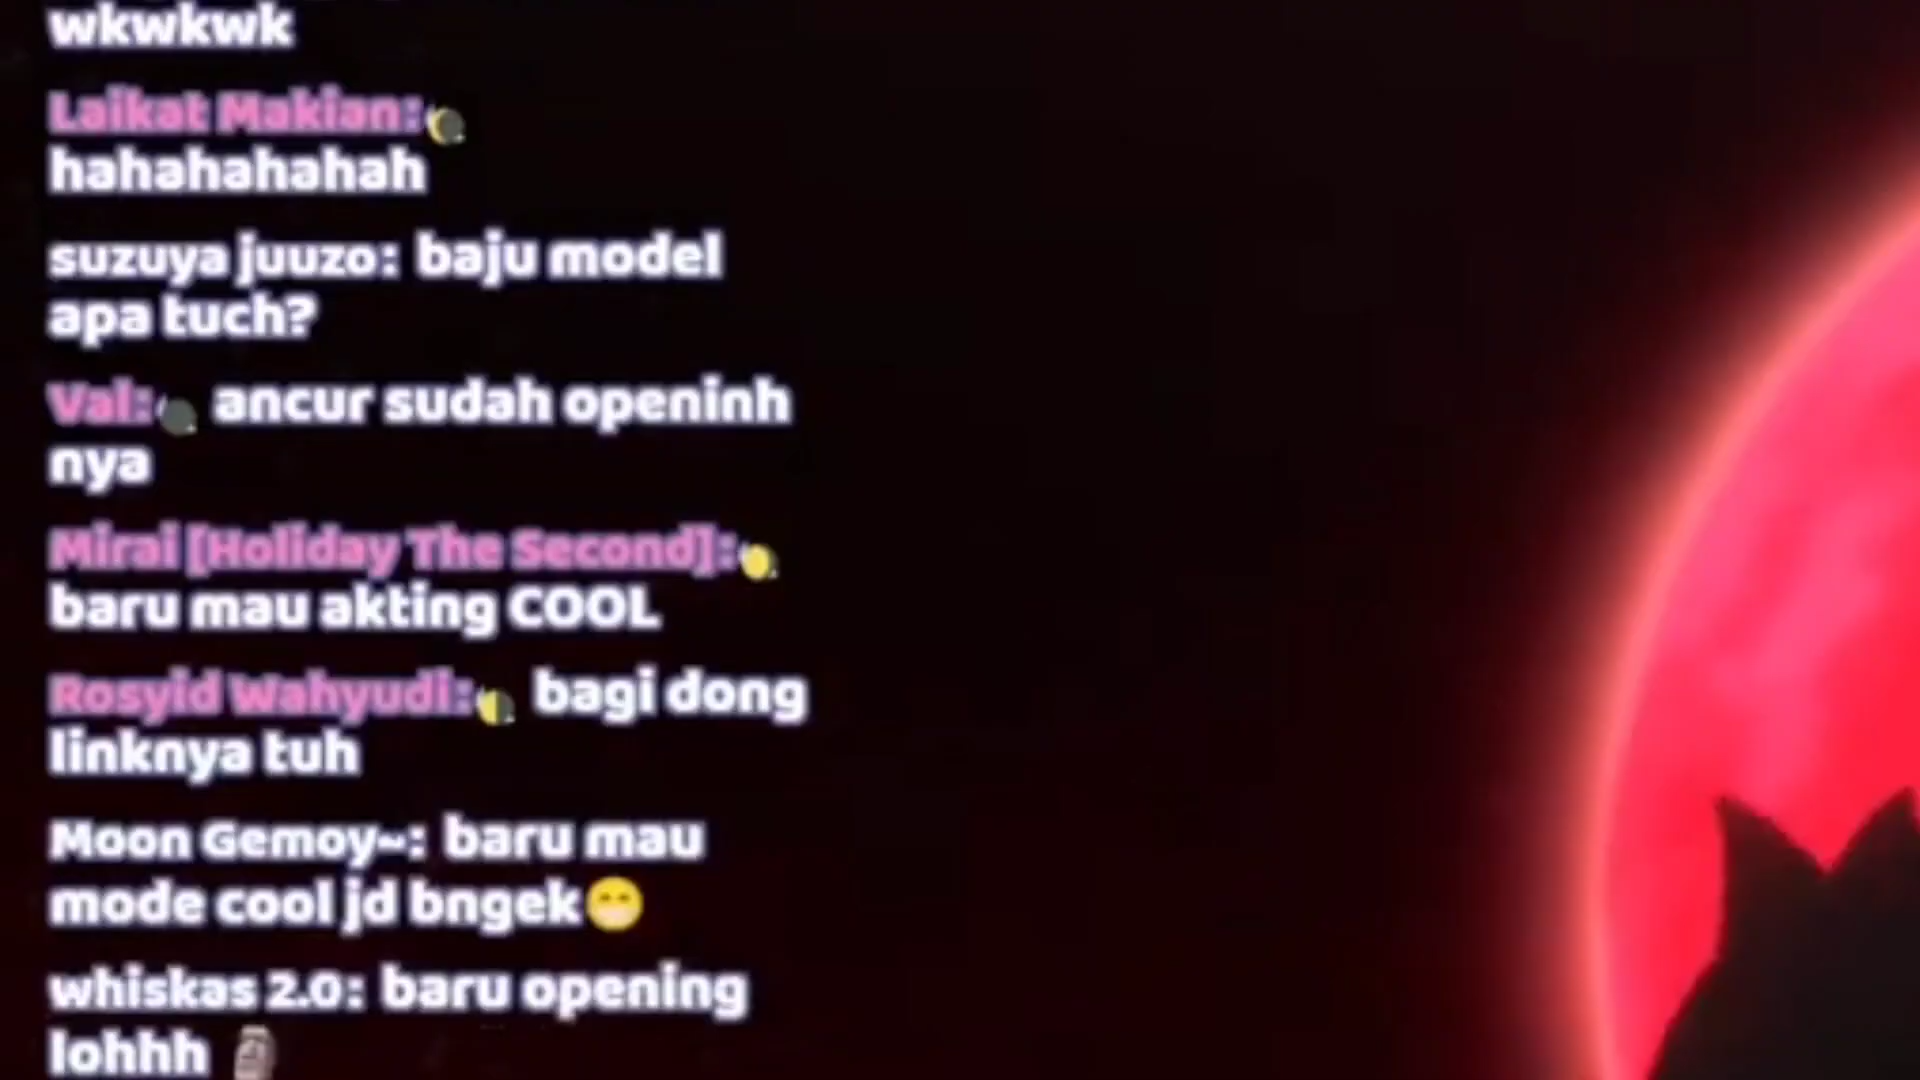 wkwkwk
Laikat Makian:
hahahahahah
suzuya juuzo: baju model
apa tuch?
Val: ancur sudah openinh
nya
Mirai [Holiday The Second]:
baru mau akting COOL
Rosyid Wahyudi: bagi dong
linknya tuh
Moon Gemoy~: baru mau
mode cool jd bngek😁
whiskas 2.0: baru opening
lohhh 🗿